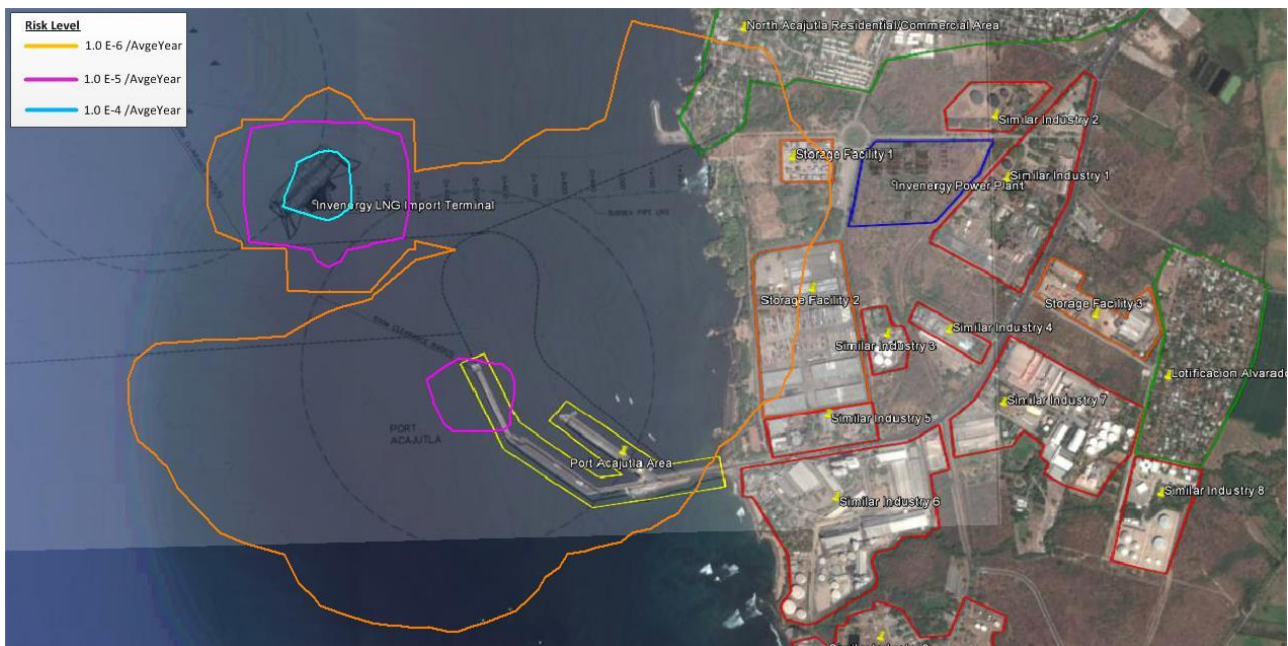 Risk Level
1.0 E-6 /AvgeYear
1.0 E-5 /AvgeYear
1.0 E-4 /AvgeYear
North Acajutla Residential/Commercial Area
Similar Industry 2
Storage Facility 1
Similar Industry 1
Invenergy Power Plant
Invenergy LNG Import Terminal
Storage Facility 2
Storage Facility 3
Similar Industry 4
Similar Industry 3
Lotificacion Alvarado
Similar Industry 7
Similar Industry 5
PORT
ACAJUTLA
Port Acajutla Area
Similar Industry 6
Similar Industry 8